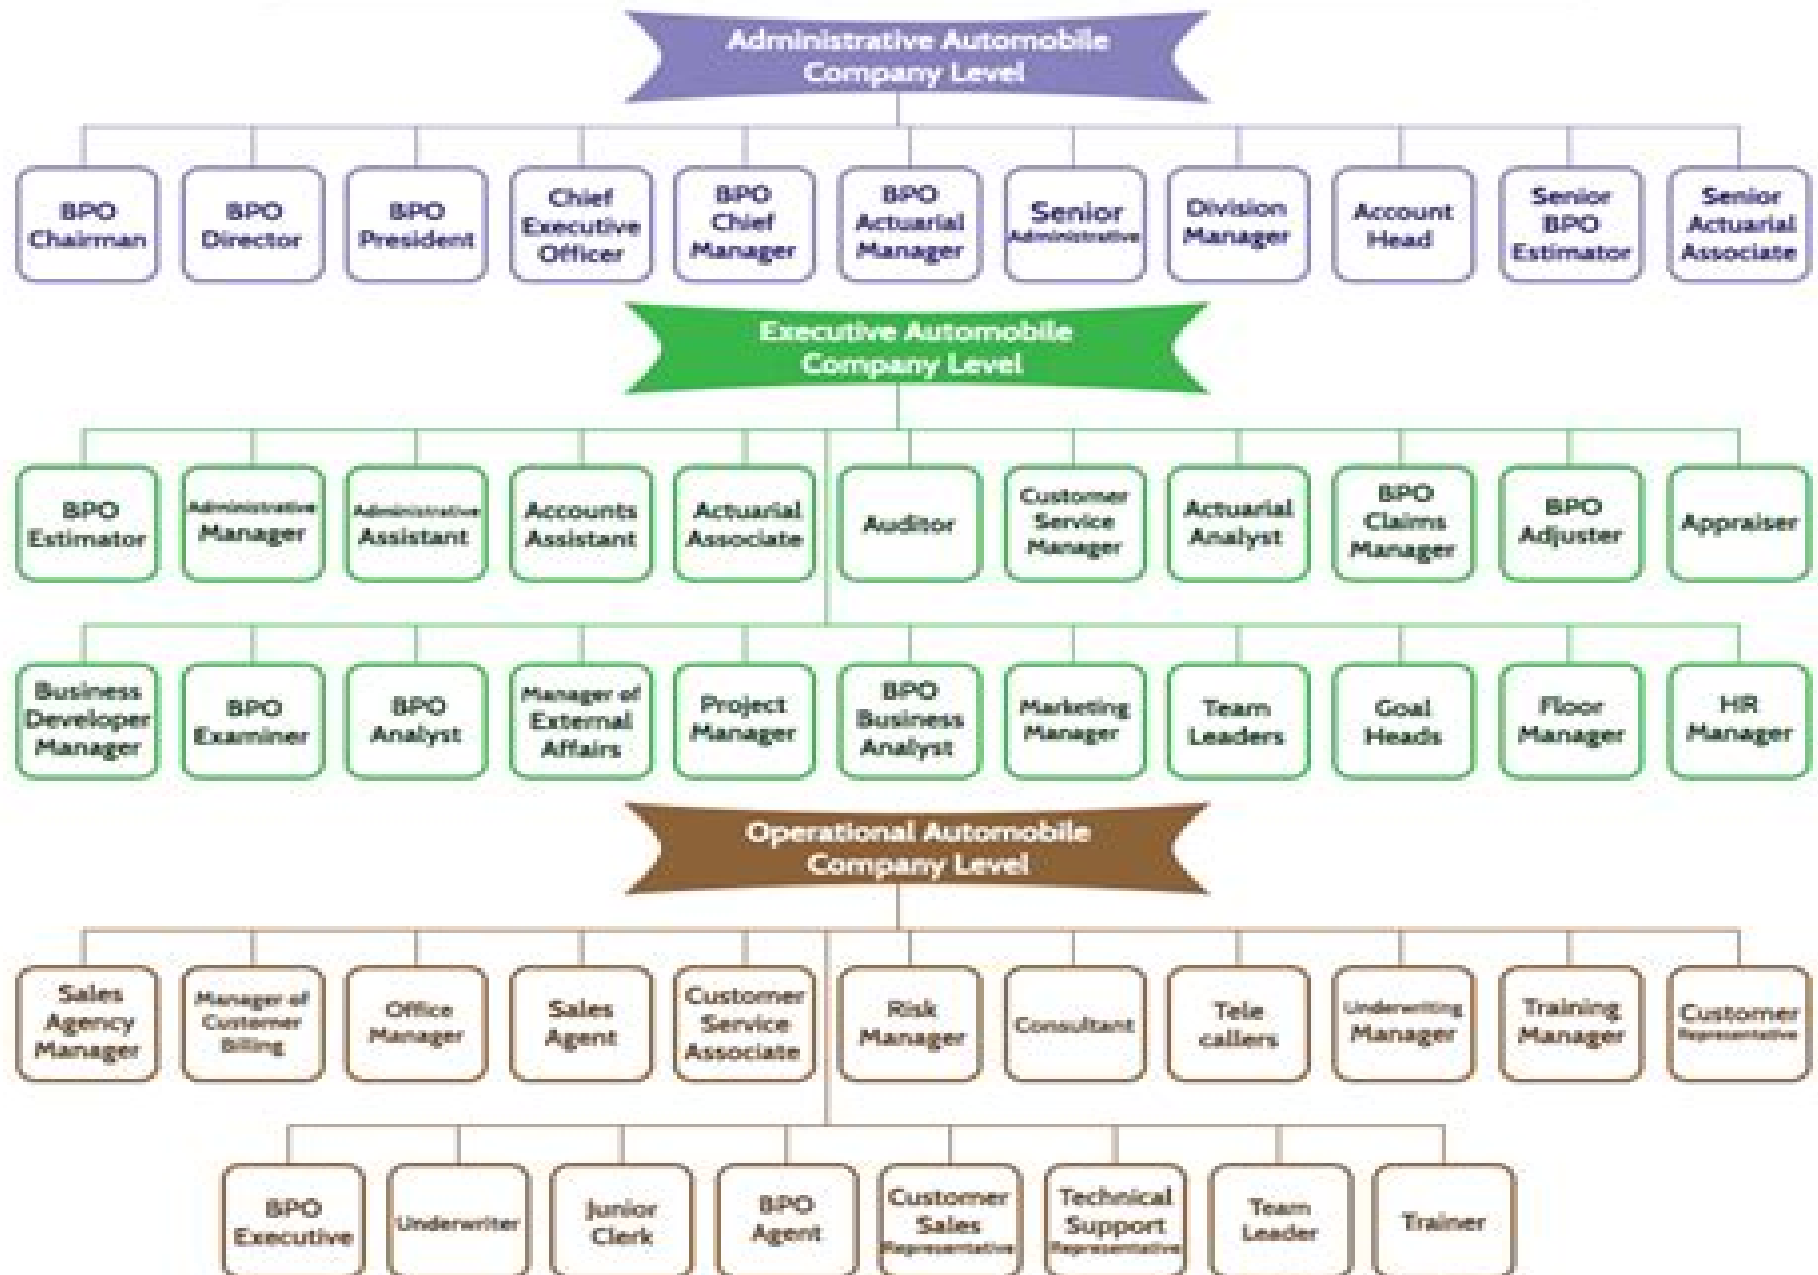 Administrative Automobile
Company Level
BPO
Chairman
BPO
Director
BPO
President
Chief
Executive
Officer
BPO
Chief
Manager
BPO
Actuarial
Manager
Senior
Administrative
Division
Manager
Account
Head
Senior
BPO
Estimator
Senior
Actuarial
Associate
Executive Automobile
Company Level
BPO
Estimator
Administrative
Manager
Administrative
Assistant
Accounts
Assistant
Actuarial
Associate
Auditor
Customer
Service
Manager
Actuarial
Analyst
BPO
Claims
Manager
BPO
Adjuster
Appraiser
Business
Developer
Manager
BPO
Examiner
BPO
Analyst
Manager of
External
Affairs
Project
Manager
BPO
Business
Analyst
Marketing
Manager
Team
Leaders
Goal
Heads
Floor
Manager
HR
Manager
Operational Automobile
Company Level
Sales
Agency
Manager
Manager of
Customer
Billing
Office
Manager
Sales
Agent
Customer
Service
Associate
Risk
Manager
Consultant
Tele
callers
Underwriting
Manager
Training
Manager
Customer
Representative
BPO
Executive
Underwriter
Junior
Clerk
BPO
Agent
Customer
Sales
Representative
Technical
Support
Representative
Team
Leader
Trainer